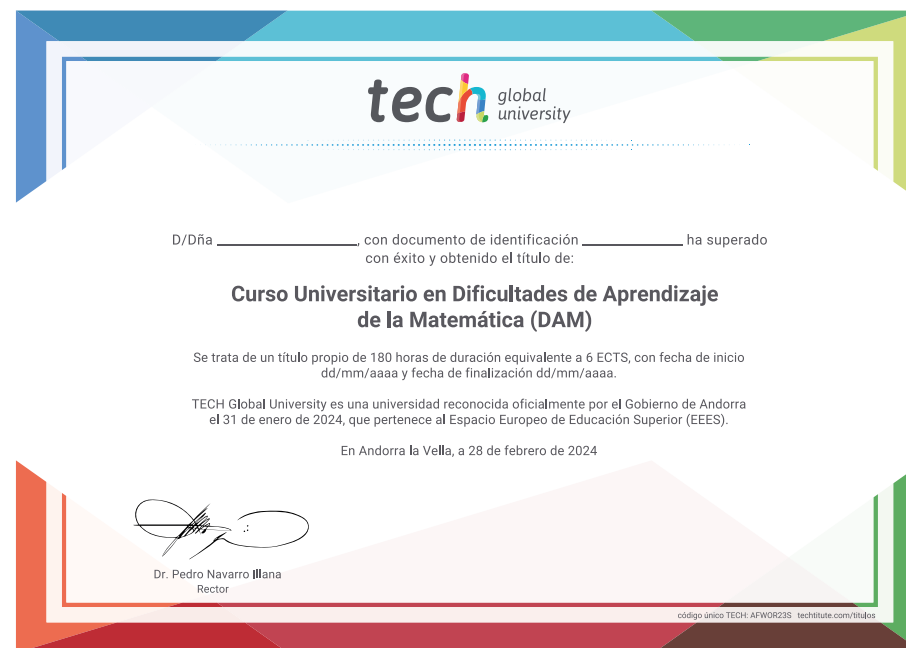 tech global
university
D/Dña ____________, con documento de identificación ____________ ha superado
con éxito y obtenido el título de:
Curso Universitario en Dificultades de Aprendizaje
de la Matemática (DAM)
Se trata de un título propio de 180 horas de duración equivalente a 6 ECTS, con fecha de inicio
dd/mm/aaaa y fecha de finalización dd/mm/aaaa.
TECH Global University es una universidad reconocida oficialmente por el Gobierno de Andorra
el 31 de enero de 2024, que pertenece al Espacio Europeo de Educación Superior (EEES).
En Andorra la Vella, a 28 de febrero de 2024
Dr. Pedro Navarro Illana
Rector
código único TECH: AFWOR23S techtitute.com/titulos